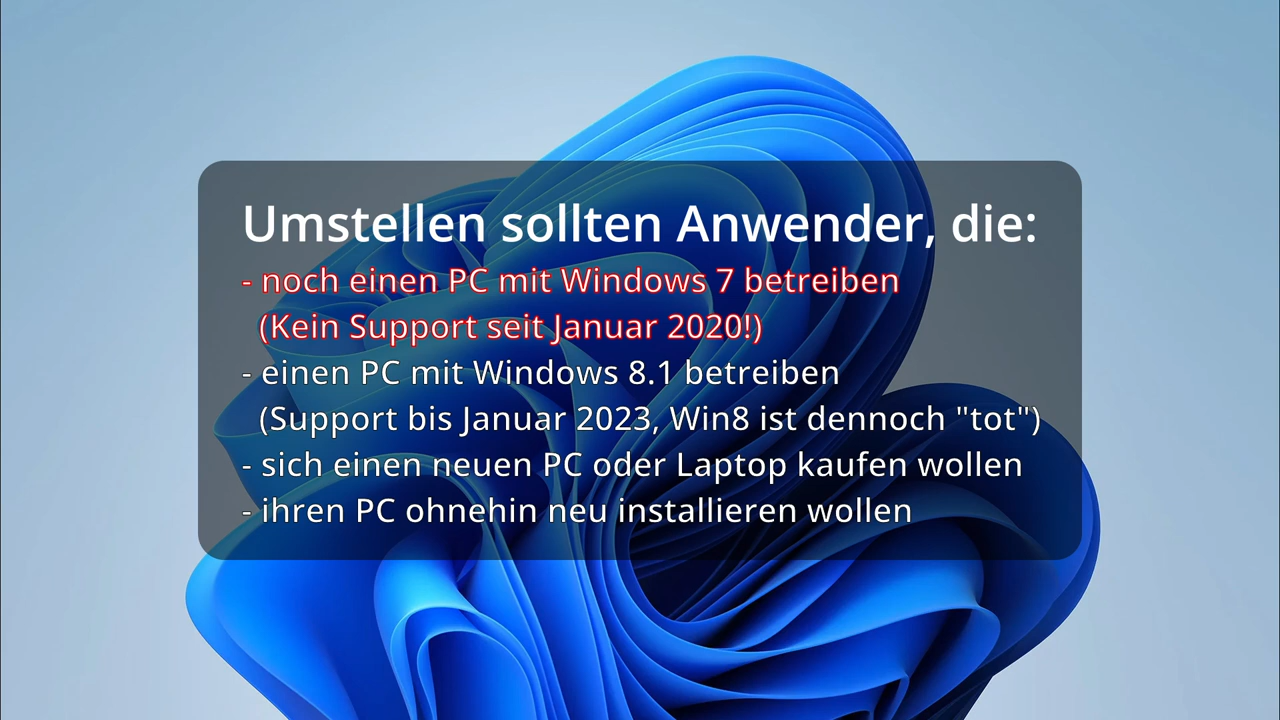 Umstellen sollten Anwender, die:
- noch einen PC mit Windows 7 betreiben
(Kein Support seit Januar 2020!)
- einen PC mit Windows 8.1 betreiben
(Support bis Januar 2023, Win8 ist dennoch "tot")
- sich einen neuen PC oder Laptop kaufen wollen
- ihren PC ohnehin neu installieren wollen